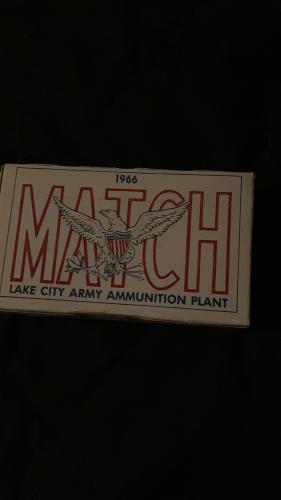 1966
MATCH
LAKE CITY ARMY AMMUNITION PLANT